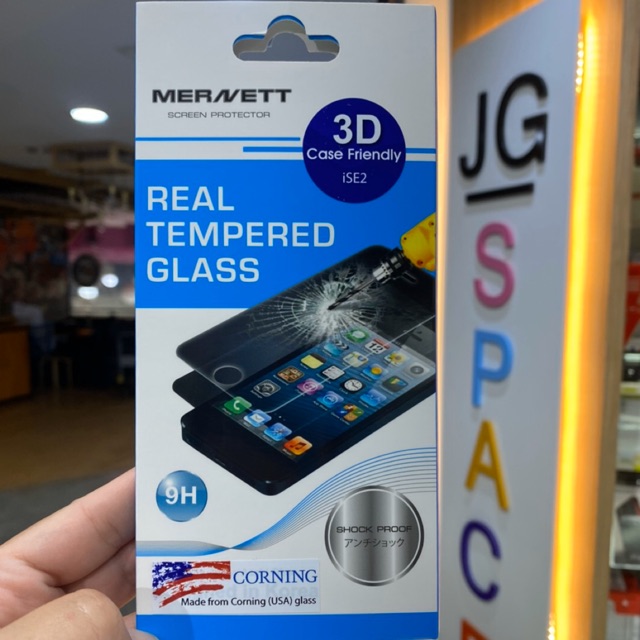 MERNETT
SCREEN PROTECTOR
3D
Case Friendly
iSE2
REAL
TEMPERED
GLASS
9H
SHOCK PROOF
アンチショック
CORNING
Made from Corning (USA) glass
JG
SPAC